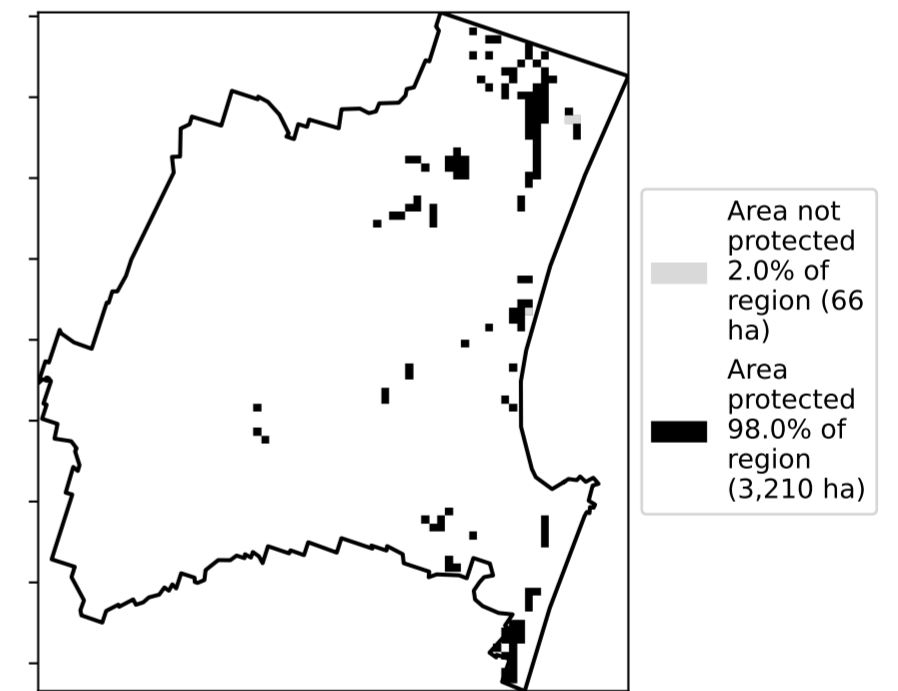 Area not
protected
2.0% of
region (66
ha)
Area
protected
98.0% of
region
(3,210 ha)